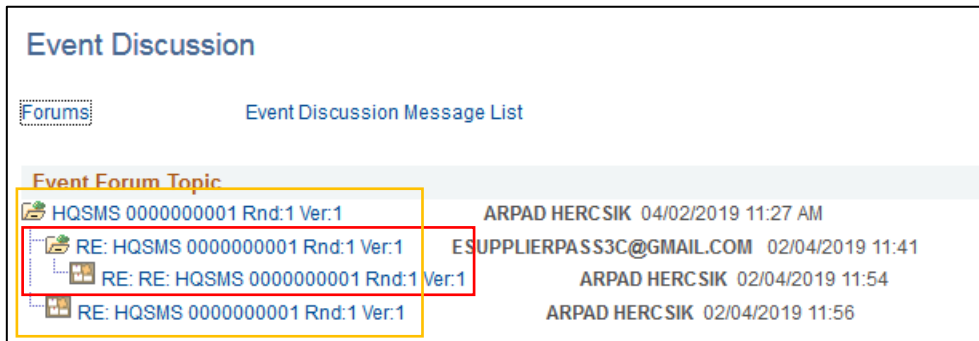 Event Discussion
Forums Event Discussion Message List
Event Forum Topic
HQSMS 0000000001 Rnd:1 Ver:1 ARPAD HERCSIK 04/02/2019 11:27 AM
RE: HQSMS 0000000001 Rnd:1 Ver:1 ESUPPLIERPASS3C@GMAIL.COM 02/04/2019 11:41
RE: RE: HQSMS 0000000001 Rnd:1 Ver:1 ARPAD HERCSIK 02/04/2019 11:54
RE: HQSMS 0000000001 Rnd:1 Ver:1 ARPAD HERCSIK 02/04/2019 11:56